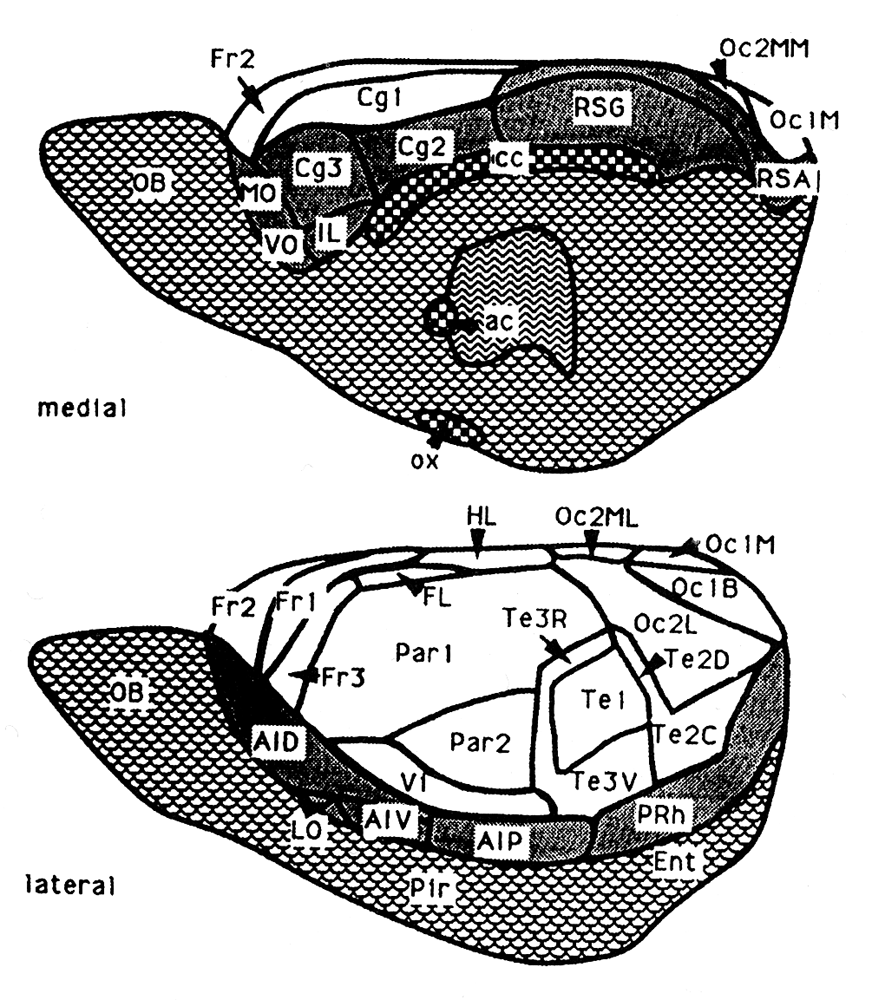 Oc2MM
Fr2
Cg1
RSG
Oc1M
Cg2
cc
Cg3
OB
MO
RSA
IL
VO
ac
medial
ox
HL
Oc2ML
Oc1M
Oc1B
Fr2
Fr1
FL
Te3R
Oc2L
Par1
Te2D
Fr3
OB
Te1
AID
Par2
Te2C
V1
Te3V
LO
AIV
PRh
AIP
Ent
lateral
Pir